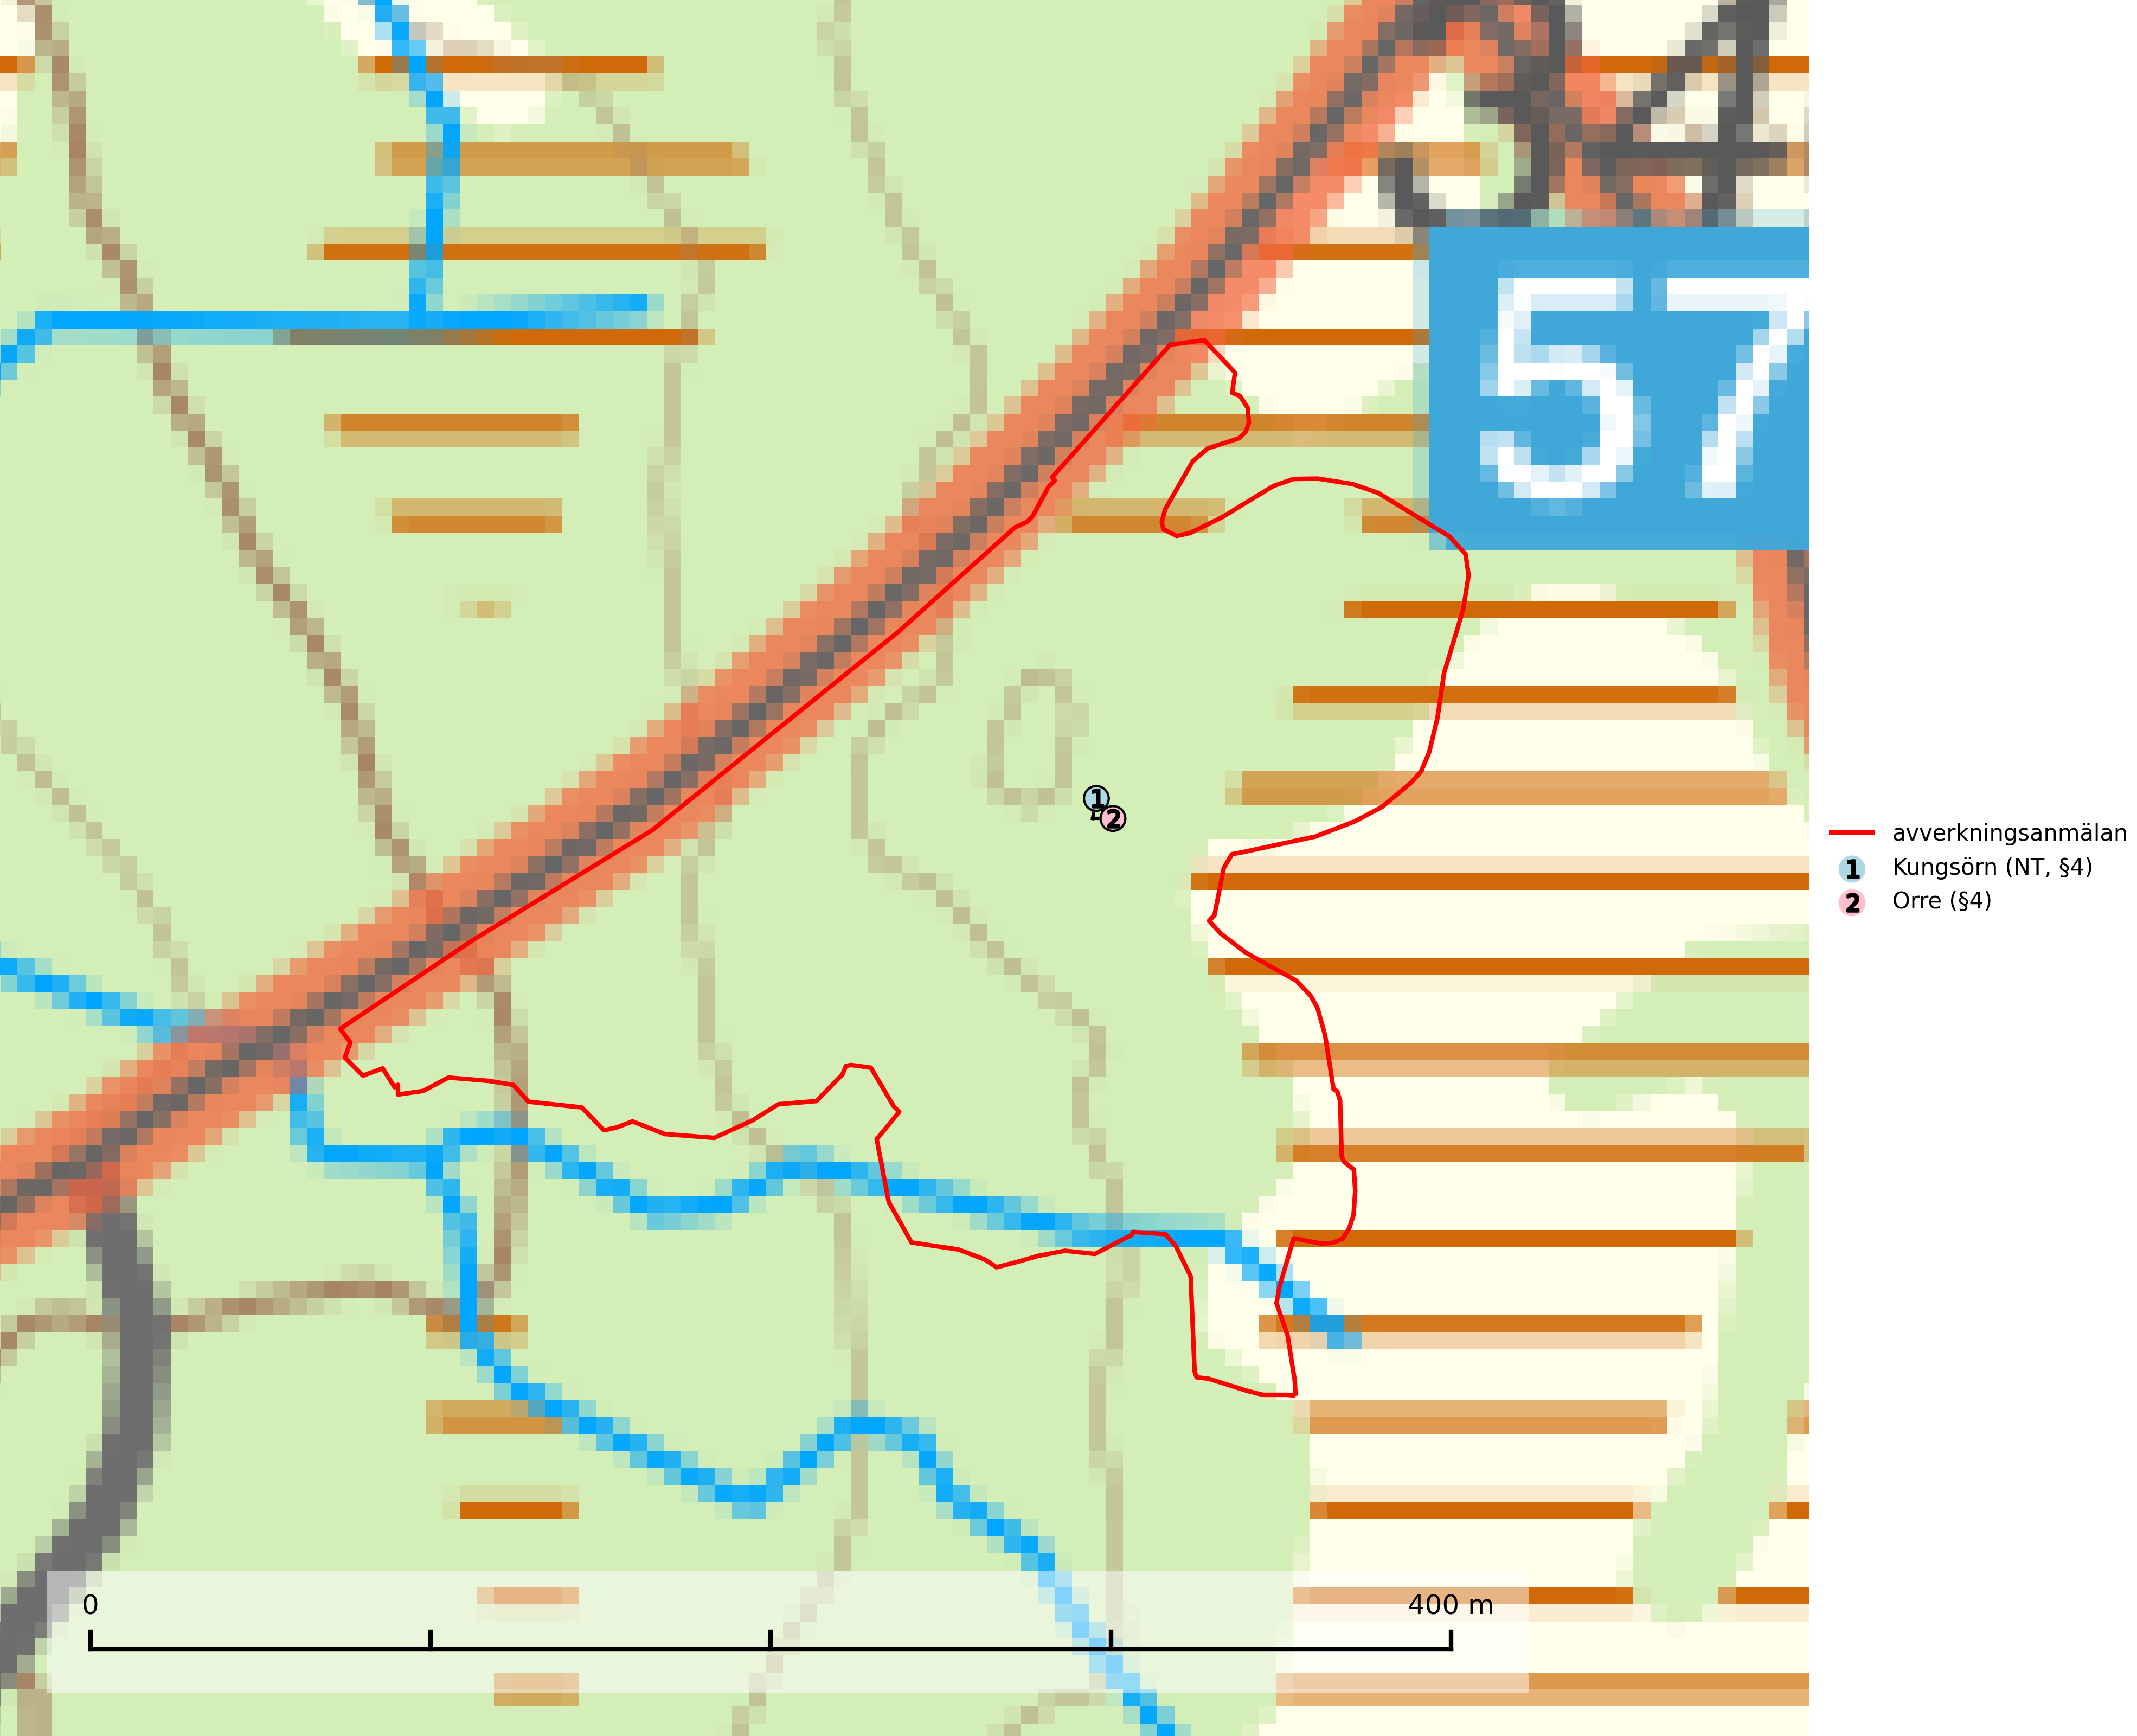 57
1
2
avverkningsanmälan
1 Kungsörn (NT, §4)
2 Orre (§4)
0 400 m